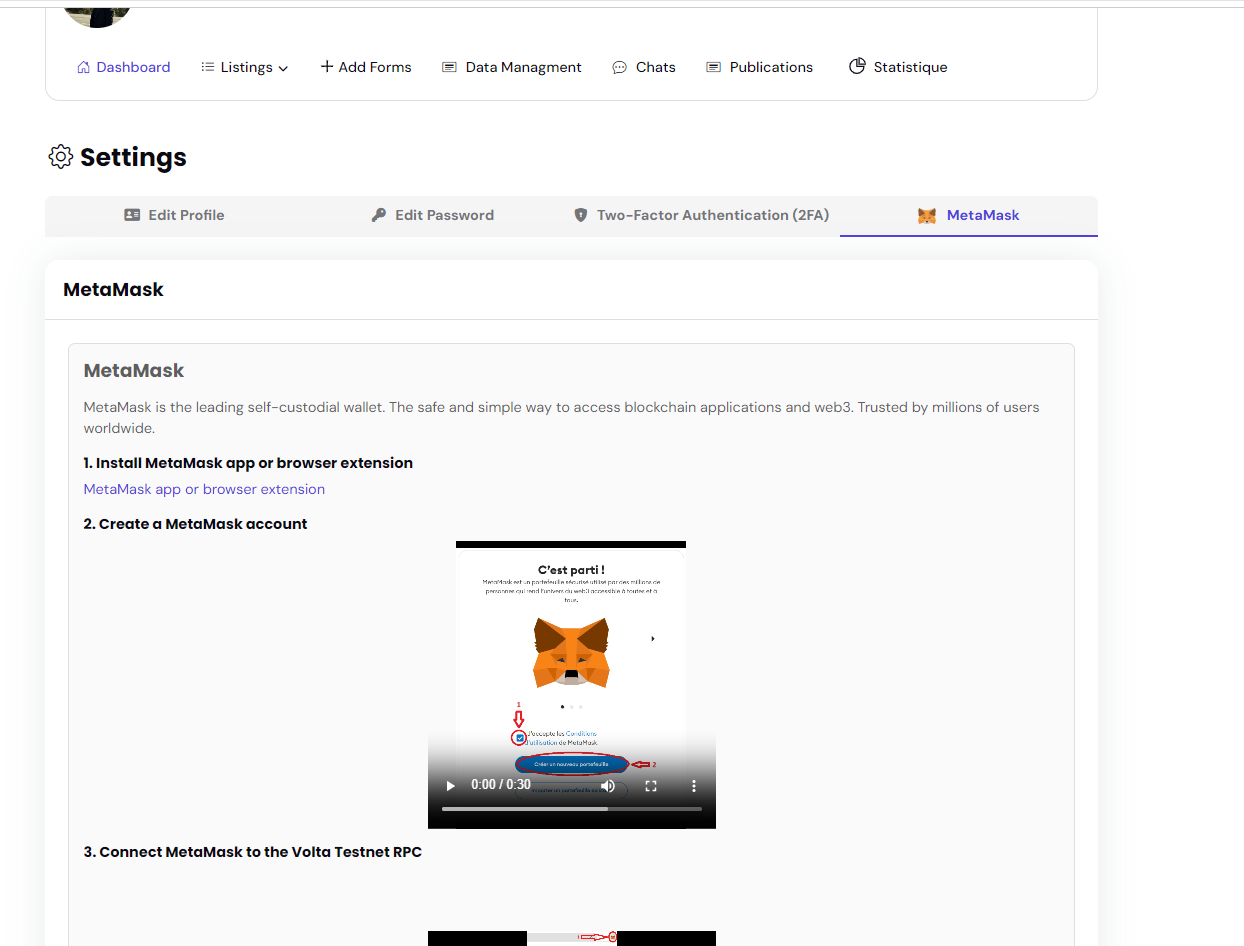 Dashboard
Listings
Add Forms
Data Managment
Chats
Publications
Statistique
Settings
Edit Profile
Edit Password
Two-Factor Authentication (2FA)
MetaMask
MetaMask
MetaMask
MetaMask is the leading self-custodial wallet. The safe and simple way to access blockchain applications and web3. Trusted by millions of users
worldwide.
1. Install MetaMask app or browser extension
MetaMask app or browser extension
2. Create a MetaMask account
C'est parti !
MetaMask est un portefeuille sécurisé utilisé par des millions de
personnes qui rend l'univers du web3 accessible à toutes et à
tous.
1
J'accepte les Conditions
d'utilisation de MetaMask
Créer un nouveau portefeuille
2
0:00 / 0:30
3. Connect MetaMask to the Volta Testnet RPC